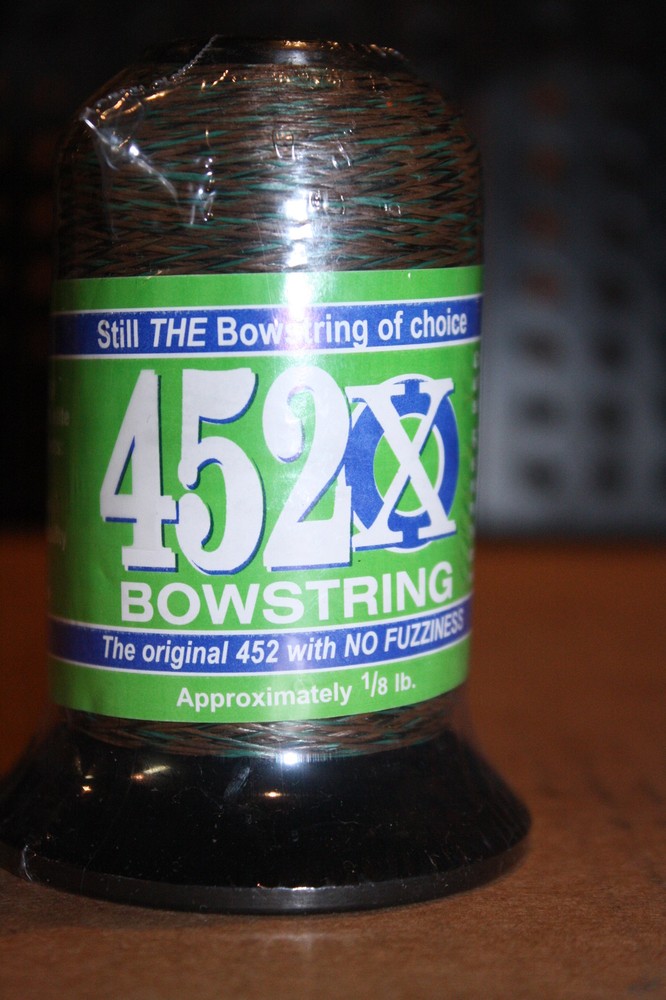 Still THE Bowstring of choice
452X
BOWSTRING
The original 452 with NO FUZZINESS
Approximately 1/8 lb.